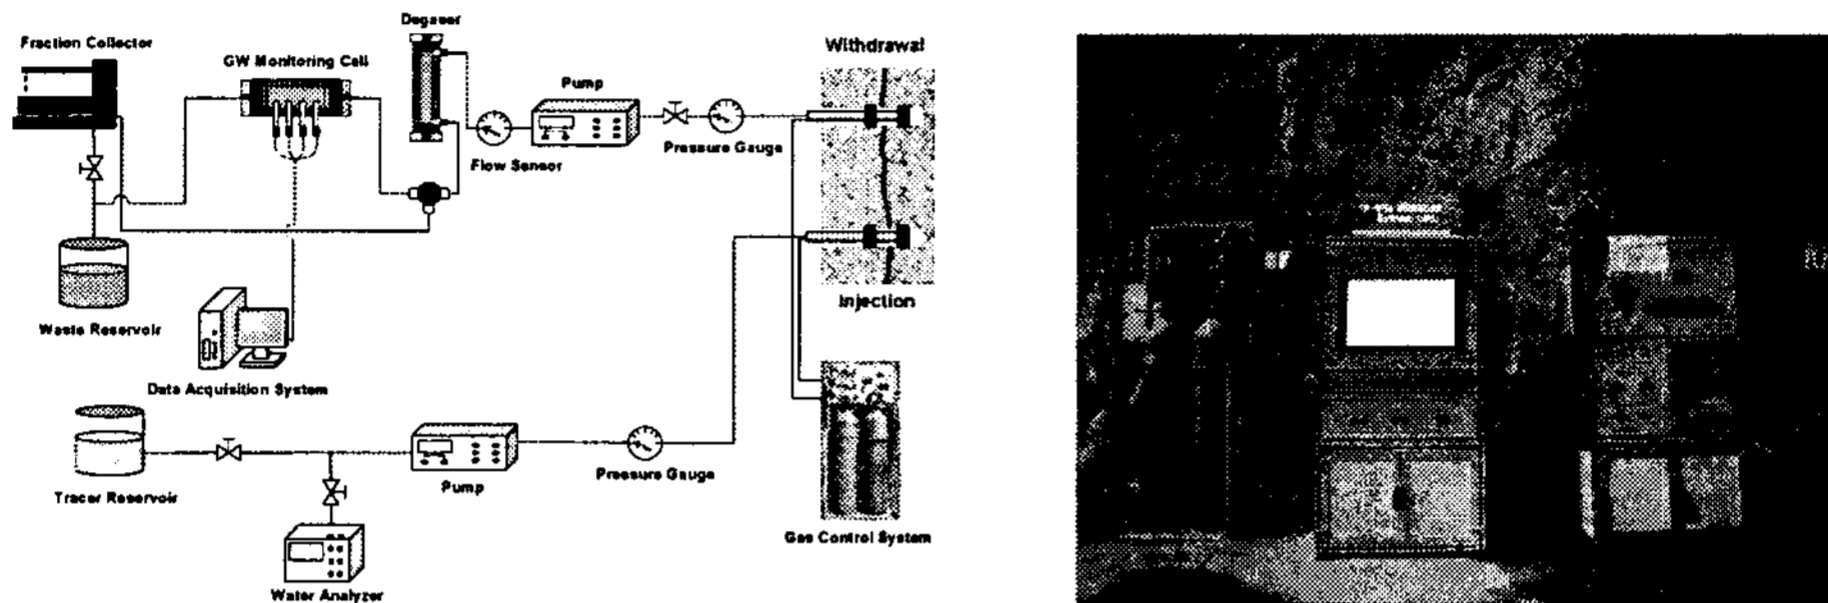 Degaser
Fraction Collector
Withdrawal
GW Monitoring Cell
Pump
Pressure Gauge
Flow Sensor
Injection
Waste Reservoir
Data Acquisition System
Pressure Gauge
Tracer Reservoir
Pump
Gas Control System
Water Analyzer